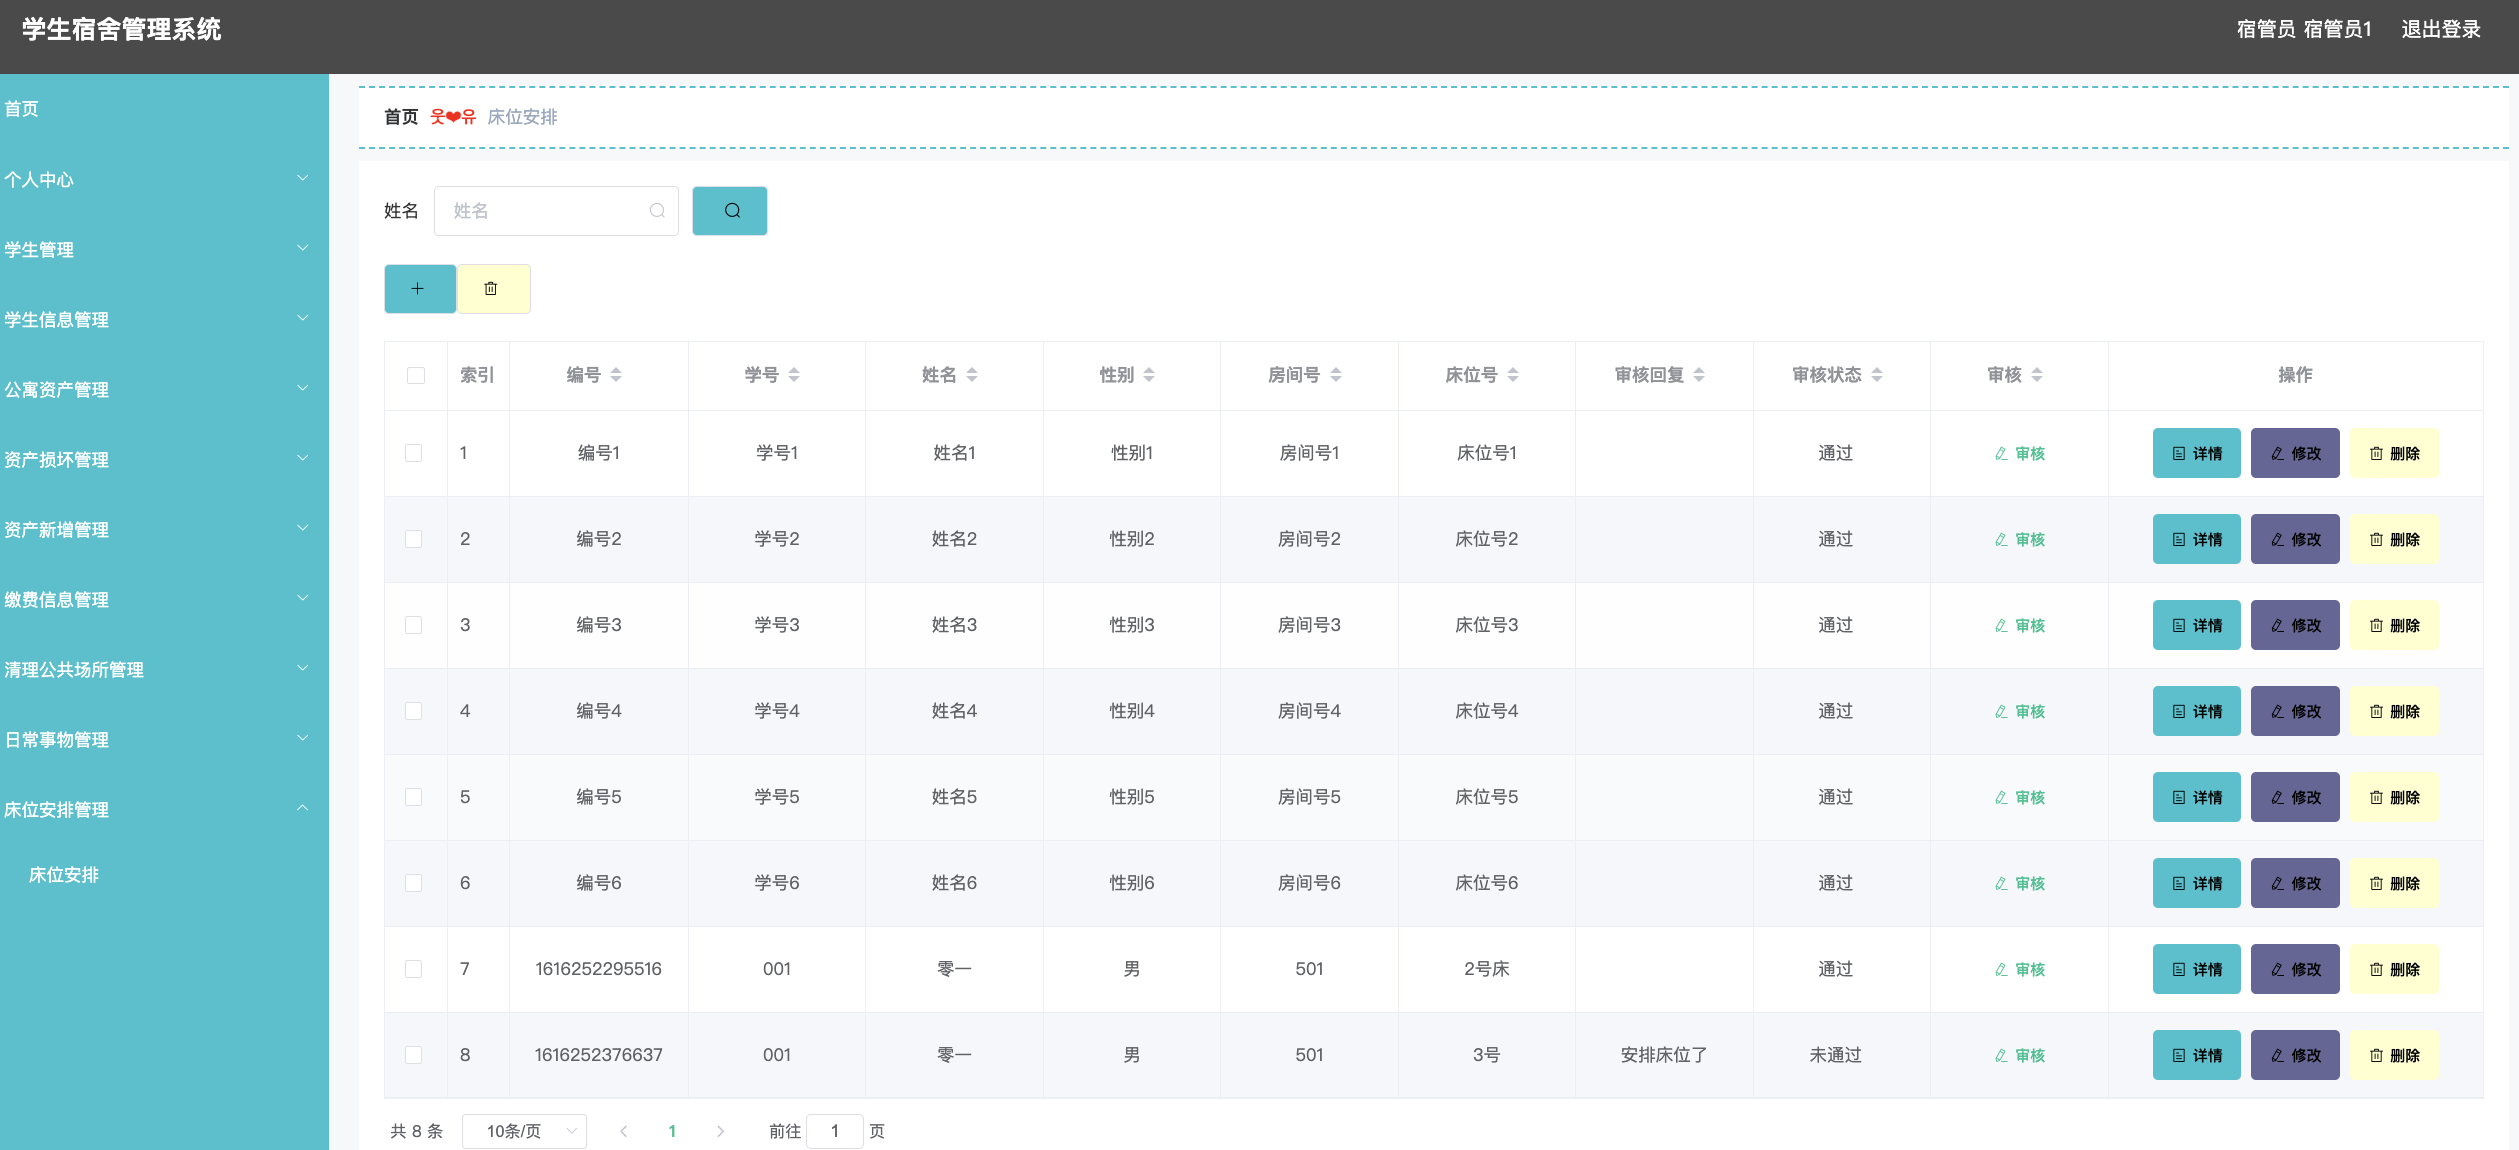 学生宿舍管理系统
宿管员 宿管员1 退出登录
首页
个人中心
学生管理
学生信息管理
公寓资产管理
资产损坏管理
资产新增管理
缴费信息管理
清理公共场所管理
日常事物管理
床位安排管理
床位安排
首页 웃❤유 床位安排
姓名 姓名
索引 编号 学号 姓名 性别 房间号 床位号 审核回复 审核状态 审核 操作
1 编号1 学号1 姓名1 性别1 房间号1 床位号1 通过 审核 详情 修改 删除
2 编号2 学号2 姓名2 性别2 房间号2 床位号2 通过 审核 详情 修改 删除
3 编号3 学号3 姓名3 性别3 房间号3 床位号3 通过 审核 详情 修改 删除
4 编号4 学号4 姓名4 性别4 房间号4 床位号4 通过 审核 详情 修改 删除
5 编号5 学号5 姓名5 性别5 房间号5 床位号5 通过 审核 详情 修改 删除
6 编号6 学号6 姓名6 性别6 房间号6 床位号6 通过 审核 详情 修改 删除
7 1616252295516 001 零一 男 501 2号床 通过 审核 详情 修改 删除
8 1616252376637 001 零一 男 501 3号 安排床位了 未通过 审核 详情 修改 删除
共 8 条 10条/页 1 前往 1 页